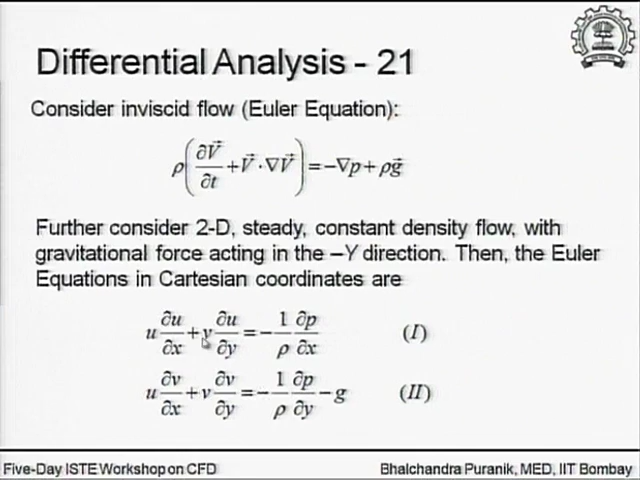 Differential Analysis - 21
Consider inviscid flow (Euler Equation):
ρ(∂V⃗/∂t + V⃗·∇V⃗) = −∇p + ρg⃗
Further consider 2-D, steady, constant density flow, with
gravitational force acting in the –Y direction. Then, the Euler
Equations in Cartesian coordinates are
u ∂u/∂x + v ∂u/∂y = − 1/ρ ∂p/∂x (I)
u ∂v/∂x + v ∂v/∂y = − 1/ρ ∂p/∂y − g (II)
Five-Day ISTE Workshop on CFD
Bhalchandra Puranik, MED, IIT Bombay